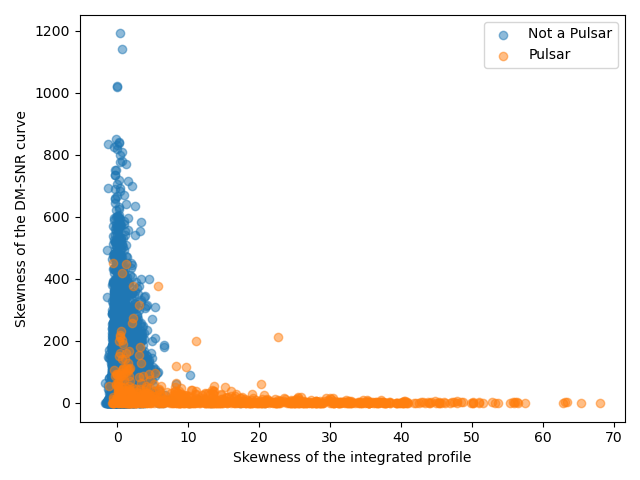 Not a Pulsar
Pulsar
Skewness of the DM-SNR curve
1200
1000
800
600
400
200
0
0 10 20 30 40 50 60 70
Skewness of the integrated profile